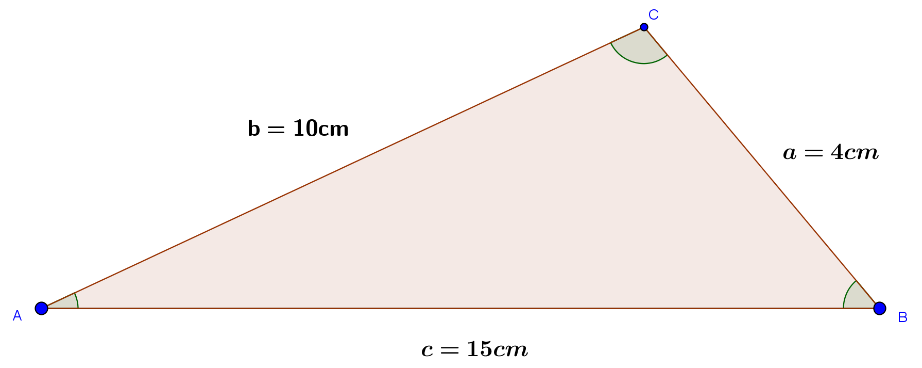 C
b = 10cm
a = 4cm
A
B
c = 15cm